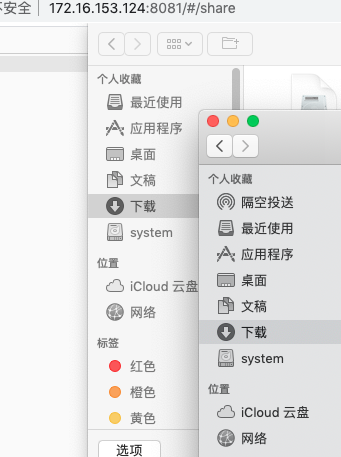 不安全 172.16.153.124:8081/#/share
个人收藏
最近使用
应用程序
桌面
文稿
下载
system
位置
iCloud 云盘
网络
标签
红色
橙色
黄色
选项
个人收藏
隔空投送
最近使用
应用程序
桌面
文稿
下载
system
位置
iCloud 云盘
网络